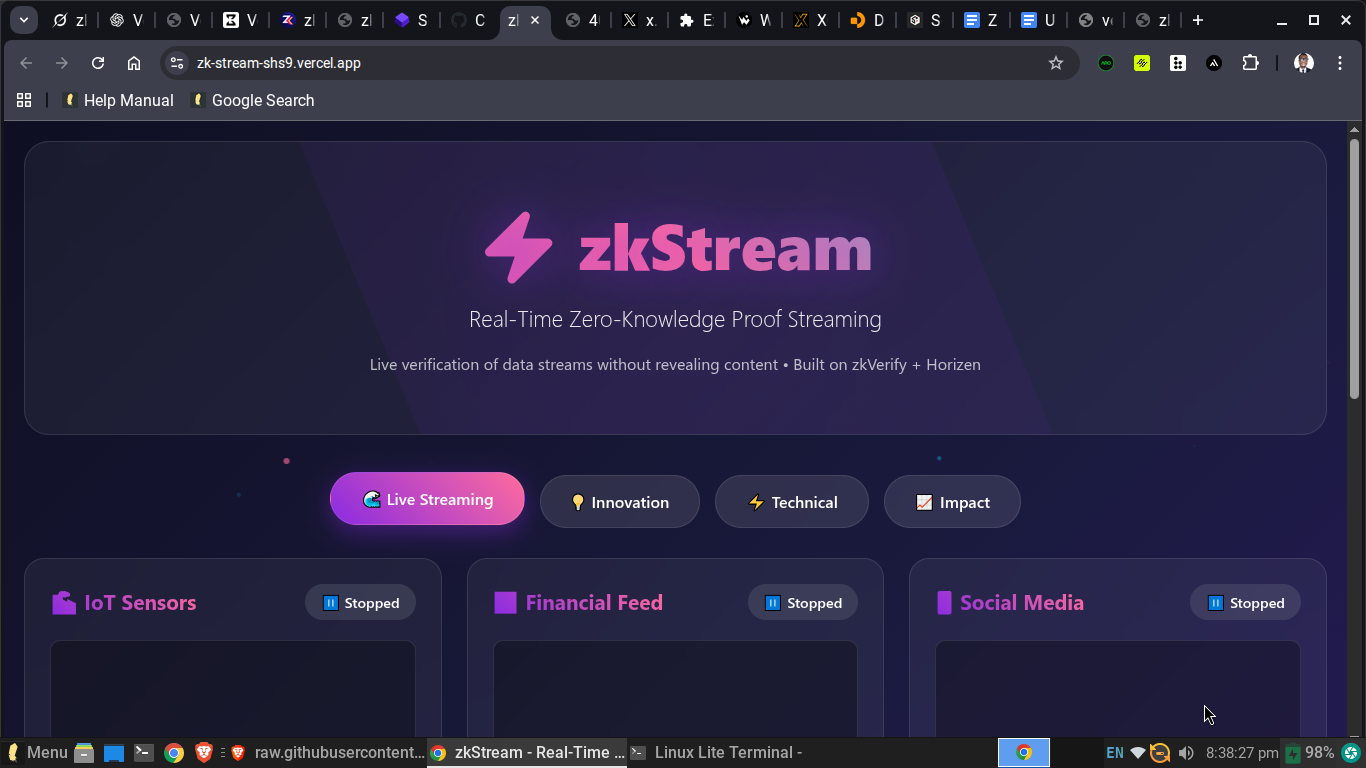 zl
V
V
V
zl
zl
S
C
zl
4
x.
E
W
X
D
S
Z
U
v
zl
zk-stream-shs9.vercel.app
Help Manual
Google Search
zkStream
Real-Time Zero-Knowledge Proof Streaming
Live verification of data streams without revealing content • Built on zkVerify + Horizen
Live Streaming
Innovation
Technical
Impact
IoT Sensors
Stopped
Financial Feed
Stopped
Social Media
Stopped
Menu
raw.githubusercontent...
zkStream - Real-Time ...
Linux Lite Terminal -
EN
8:38:27 pm
98%